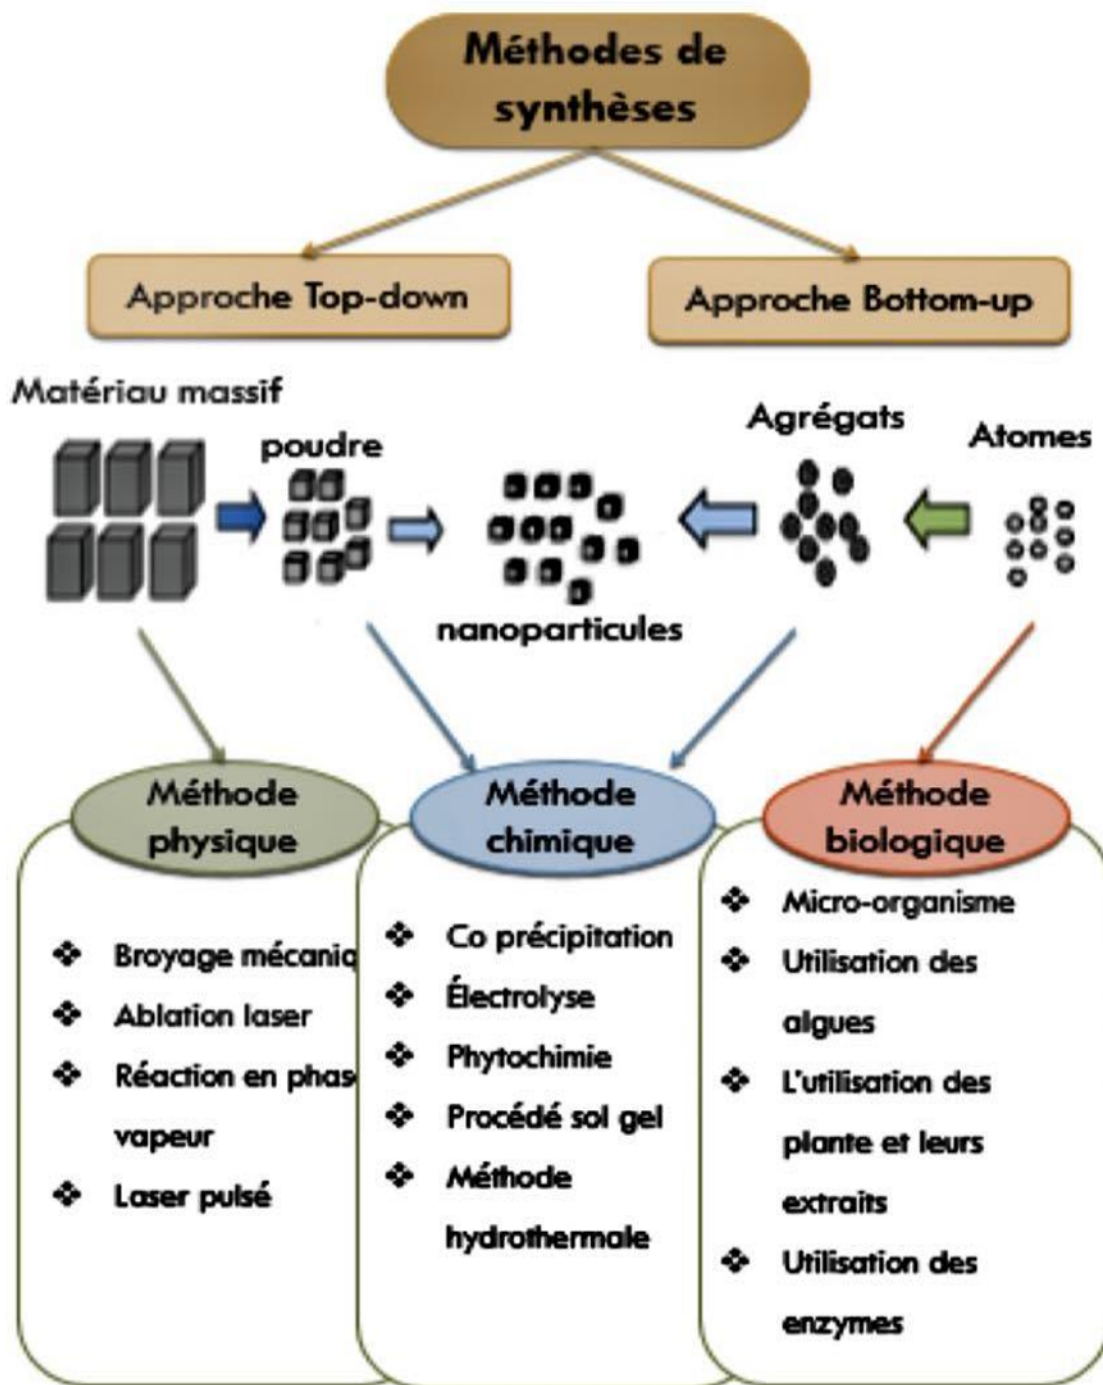 Méthodes de
synthèses
Approche Top-down
Approche Bottom-up
Matériau massif
poudre
Agrégats
Atomes
nanoparticules
Méthode
physique
Broyage mécaniq
Ablation laser
Réaction en phas
vapeur
Laser pulsé
Méthode
chimique
Co précipitation
Électrolyse
Phytochimie
Procédé sol gel
Méthode
hydrothermale
Méthode
biologique
Micro-organisme
Utilisation des
algues
L'utilisation des
plante et leurs
extraits
Utilisation des
enzymes